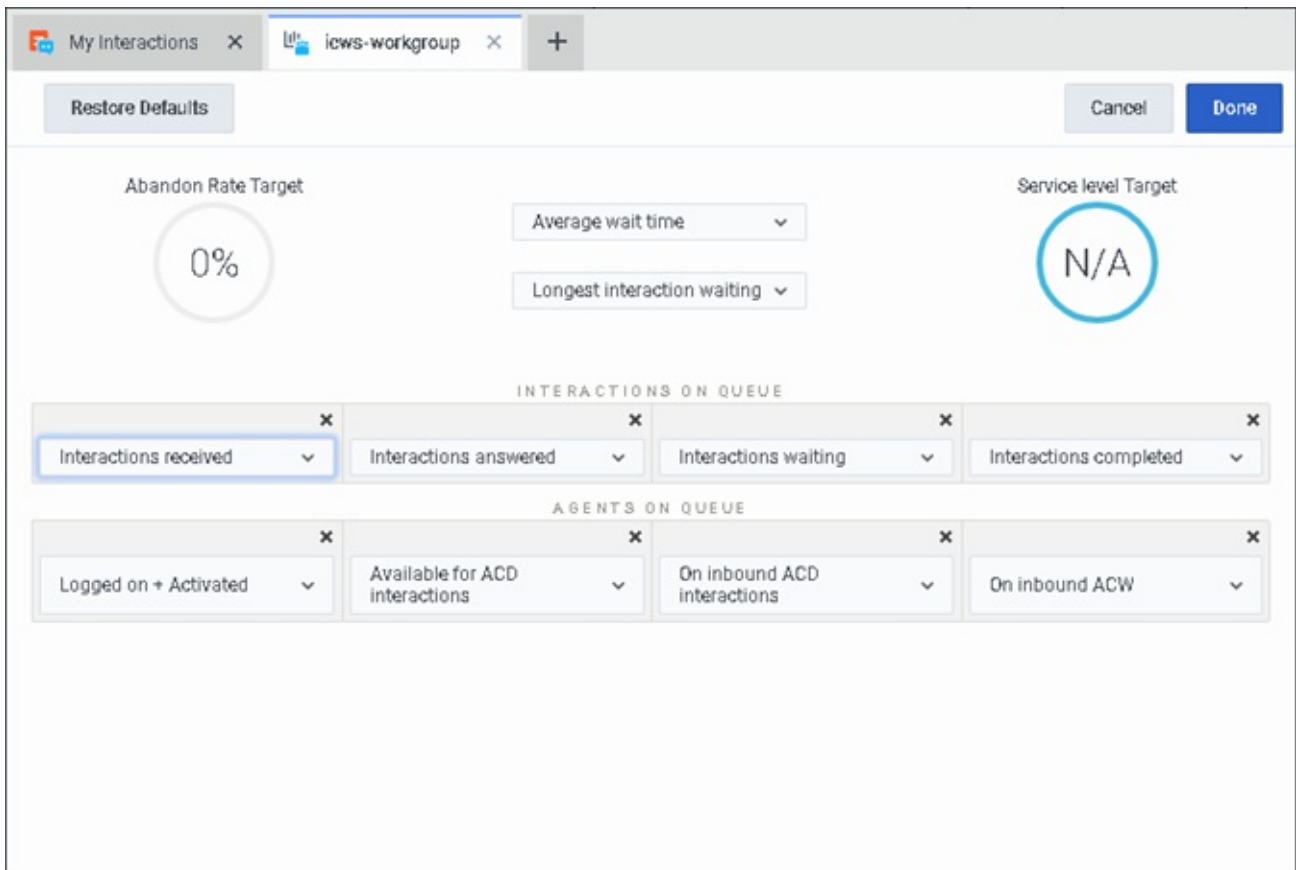 My Interactions
icws-workgroup
Restore Defaults
Cancel
Done
Abandon Rate Target
0%
Average wait time
Longest interaction waiting
Service level Target
N/A
INTERACTIONS ON QUEUE
Interactions received
Interactions answered
Interactions waiting
Interactions completed
AGENTS ON QUEUE
Logged on + Activated
Available for ACD
interactions
On inbound ACD
interactions
On inbound ACW